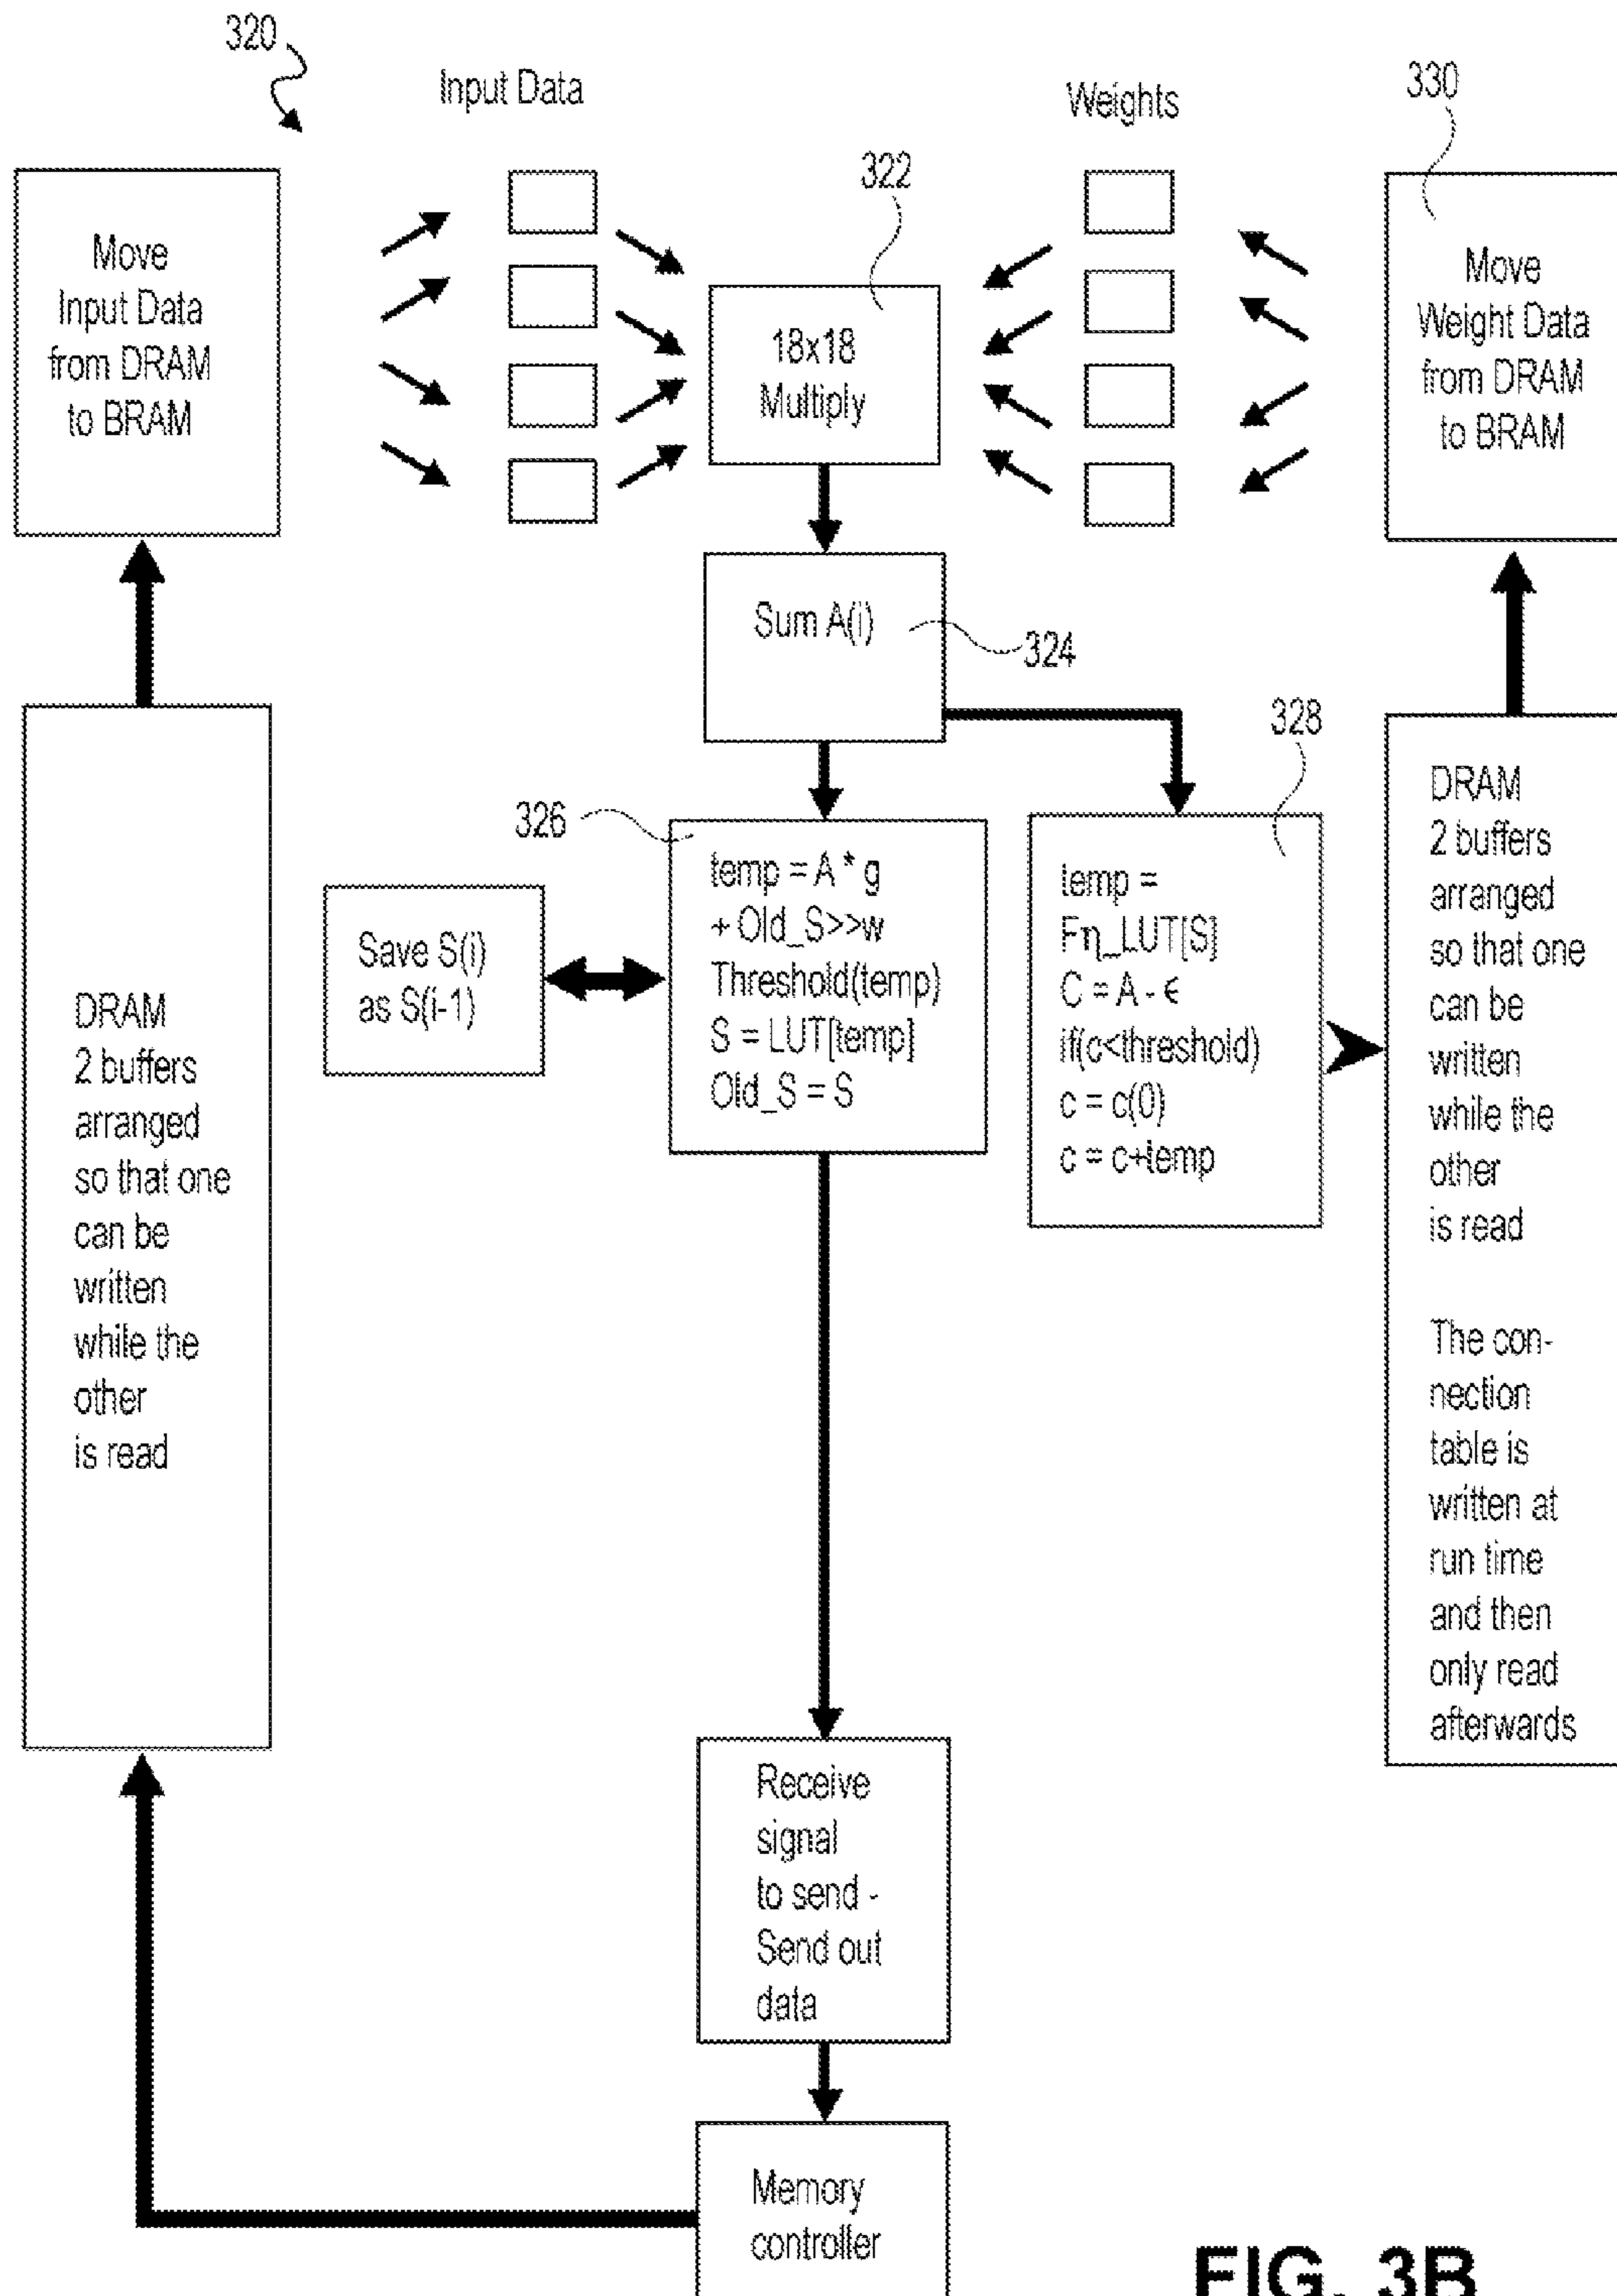 320
Input Data
Weights
330
322
Move
Input Data
from DRAM
to BRAM
18x18
Multiply
Move
Weight Data
from DRAM
to BRAM
Sum A(i)
324
328
326
temp = A * g
+ Old_S>>w
Threshold(temp)
S = LUT[temp]
Old_S = S
Save S(i)
as S(i-1)
temp =
Fη_LUT[S]
C = A - ϵ
if(c<threshold)
c = c(0)
c = c+temp
DRAM
2 buffers
arranged
so that one
can be
written
while the
other
is read
DRAM
2 buffers
arranged
so that one
can be
written
while the
other
is read
The con-
nection
table is
written at
run time
and then
only read
afterwards
Receive
signal
to send -
Send out
data
Memory
controller
FIG. 3B